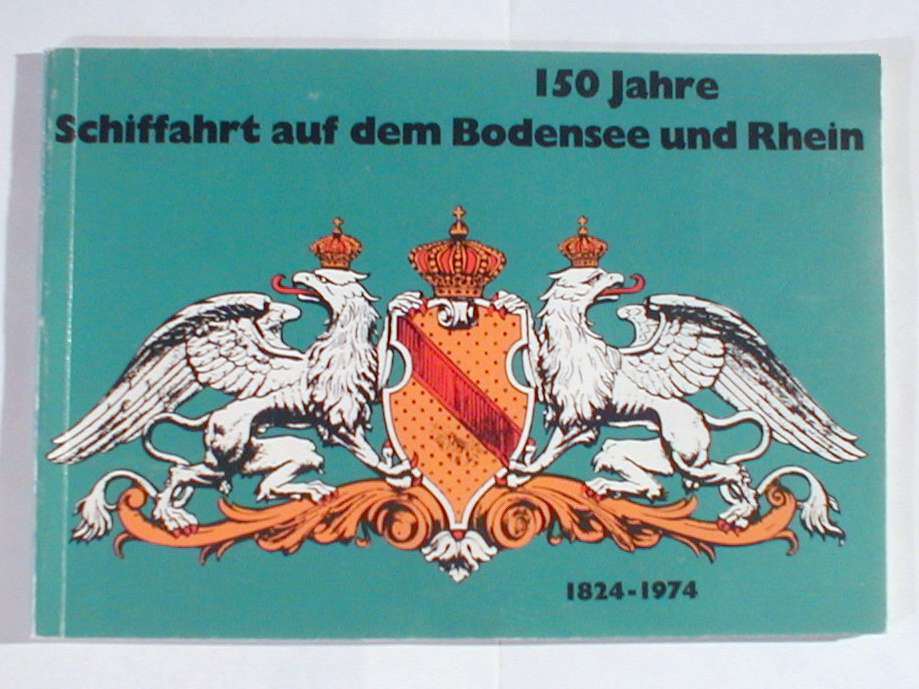 150 Jahre
Schiffahrt auf dem Bodensee und Rhein
1824-1974